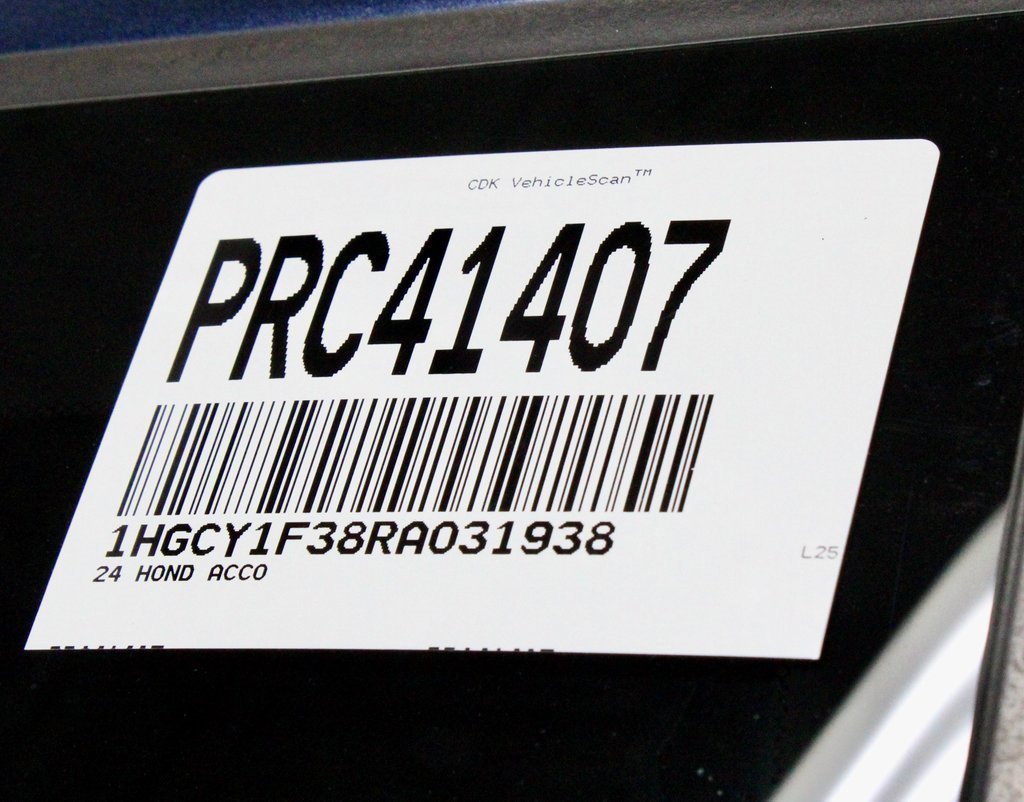 CDK VehicleScan™
PRC41407
1HGCY1F38RA031938
24 HOND ACCO
L25